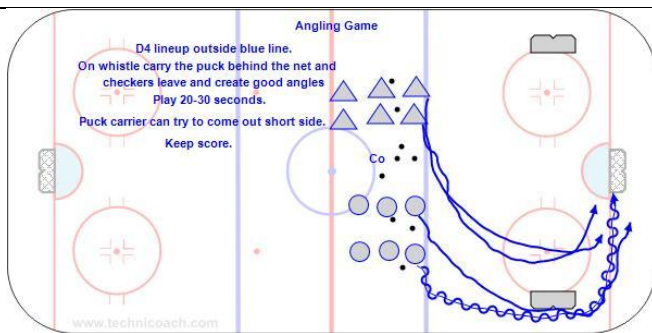 Angling Game
D4 lineup outside blue line.
On whistle carry the puck behind the net and
checkers leave and create good angles
Play 20-30 seconds.
Puck carrier can try to come out short side.
Keep score.
Co
www.technicoach.com